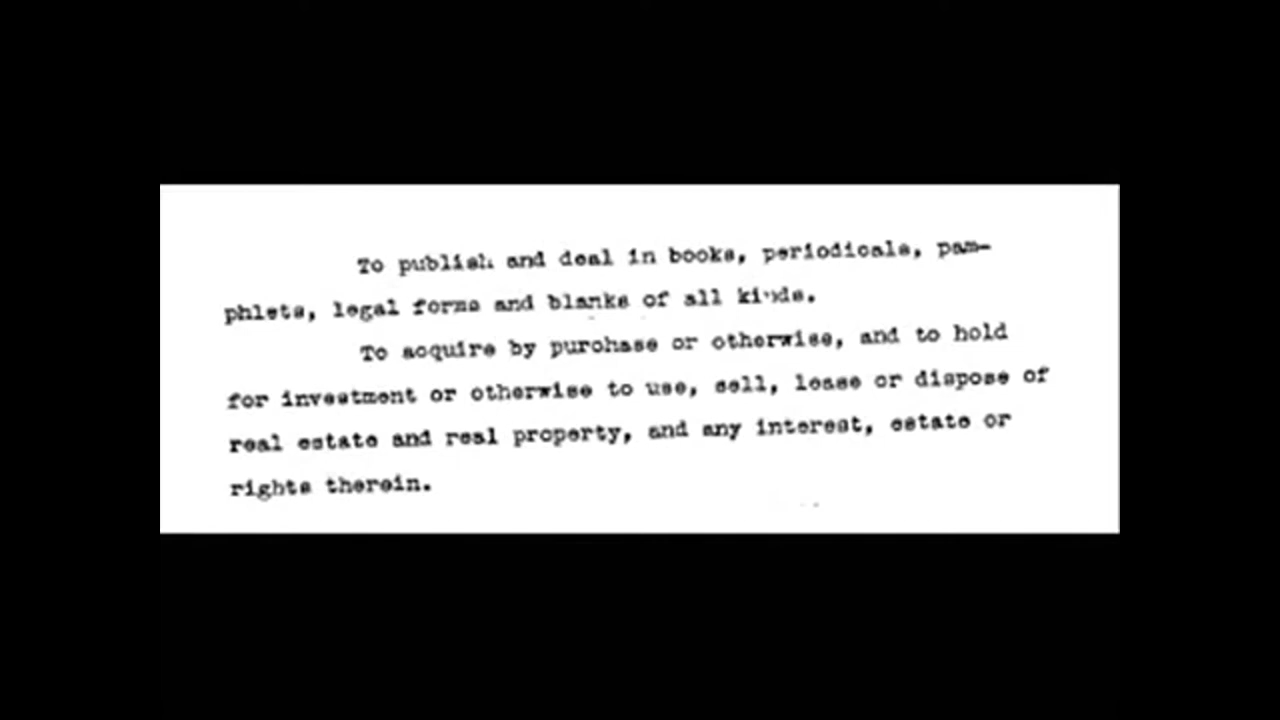 To publish and deal in books, periodicals, pam-
phlets, legal forms and blanks of all kinds.
To acquire by purchase or otherwise, and to hold
for investment or otherwise to use, sell, lease or dispose of
real estate and real property, and any interest, estate or
rights therein.